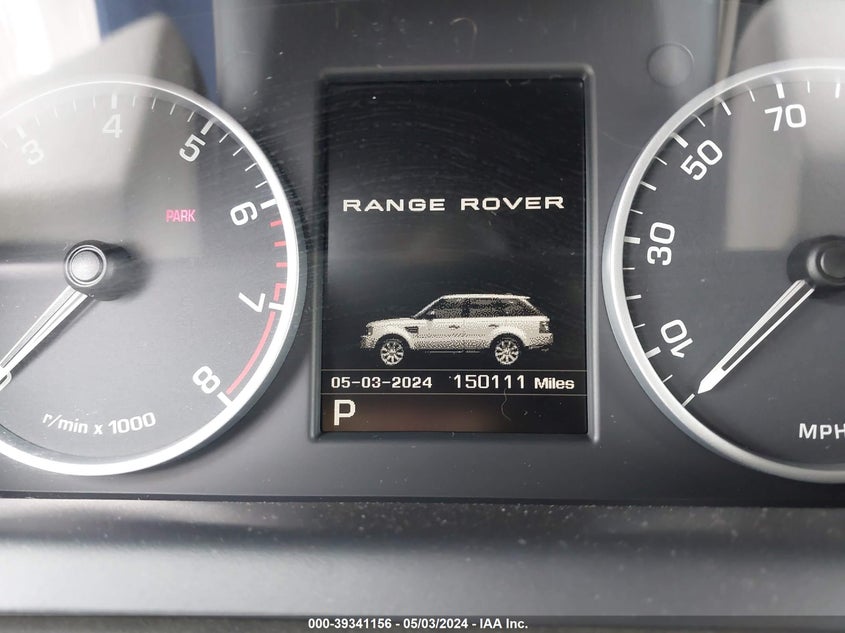 3
4
5
6
7
8
PARK
r/min x 1000
RANGE ROVER
05-03-2024 150111 Miles
P
10
30
50
70
MPH
000-39341156 - 05/03/2024 - IAA Inc.